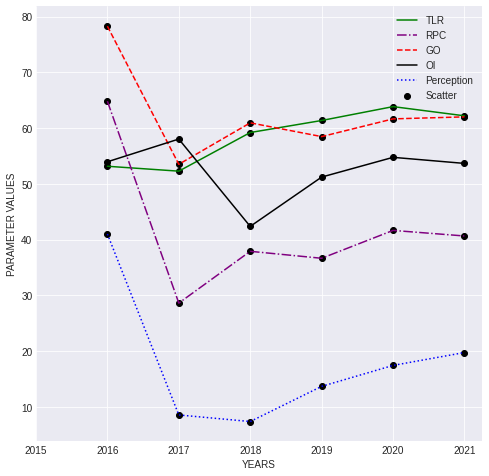 TLR
RPC
GO
OI
Perception
Scatter
80
70
60
50
40
30
20
10
PARAMETER VALUES
2015 2016 2017 2018 2019 2020 2021
YEARS